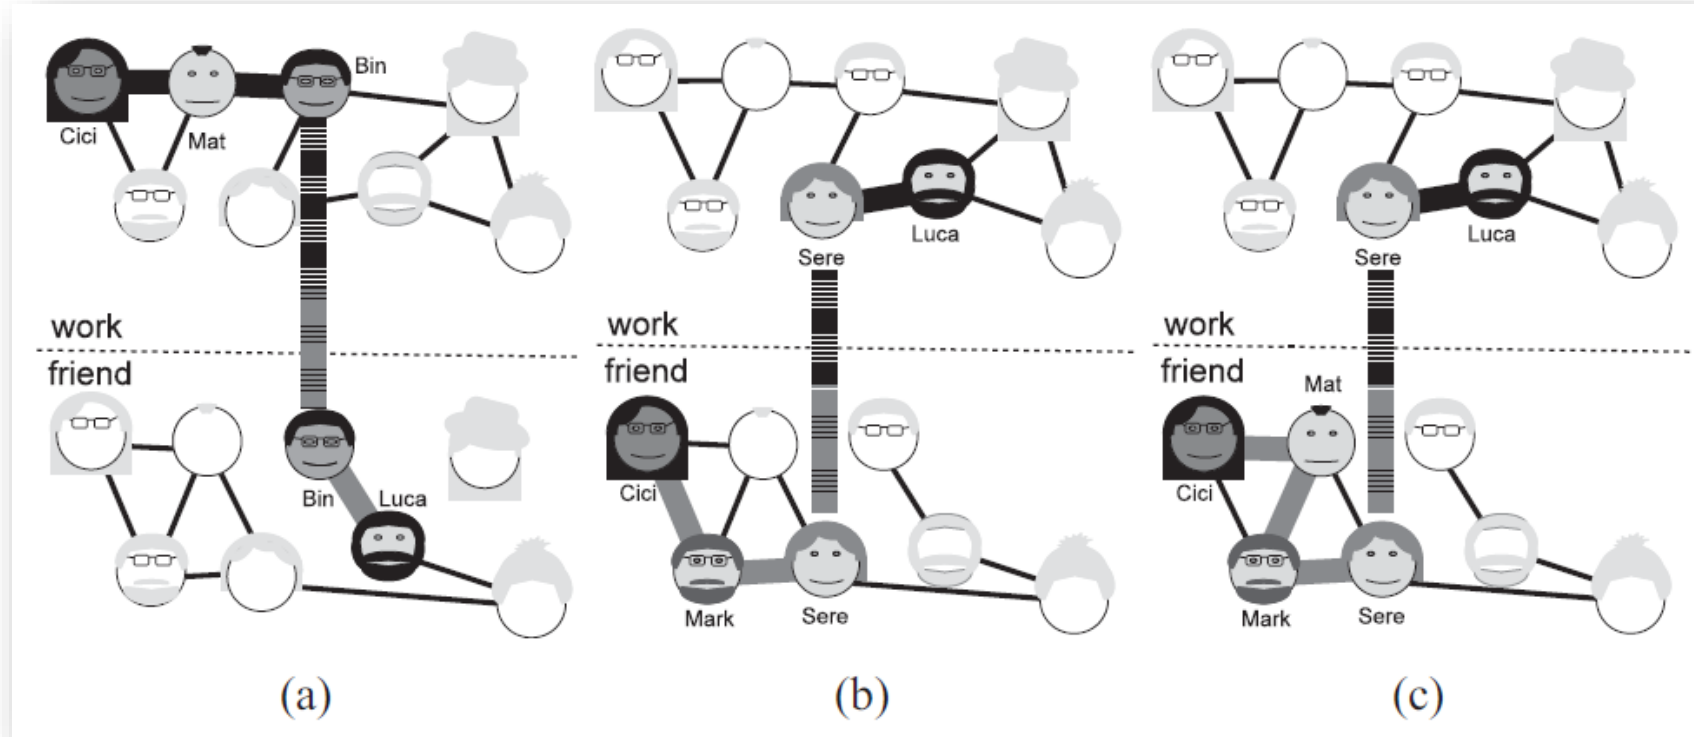 Bin
Cici
Mat
work
friend
Bin
Luca
(a)
Luca
Sere
work
friend
Cici
Mark
Sere
(b)
Luca
Sere
work
friend
Mat
Cici
Mark
Sere
(c)